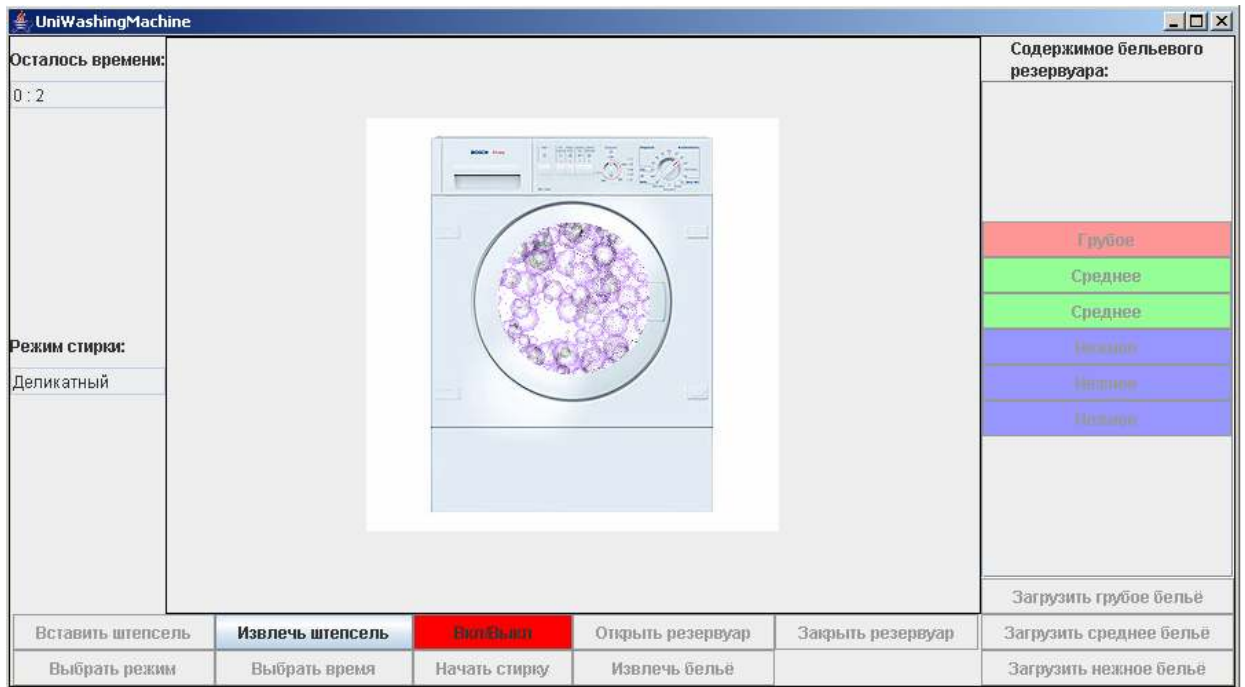 UniWashingMachine
Осталось времени:
0 : 2
Режим стирки:
Деликатный
BOSCH
Содержимое бельевого
резервуара:
Грубое
Среднее
Среднее
Нежное
Нежное
Нежное
Загрузить грубое бельё
Вставить штепсель
Извлечь штепсель
Вкл/Выкл
Открыть резервуар
Закрыть резервуар
Загрузить среднее бельё
Выбрать режим
Выбрать время
Начать стирку
Извлечь бельё
Загрузить нежное бельё